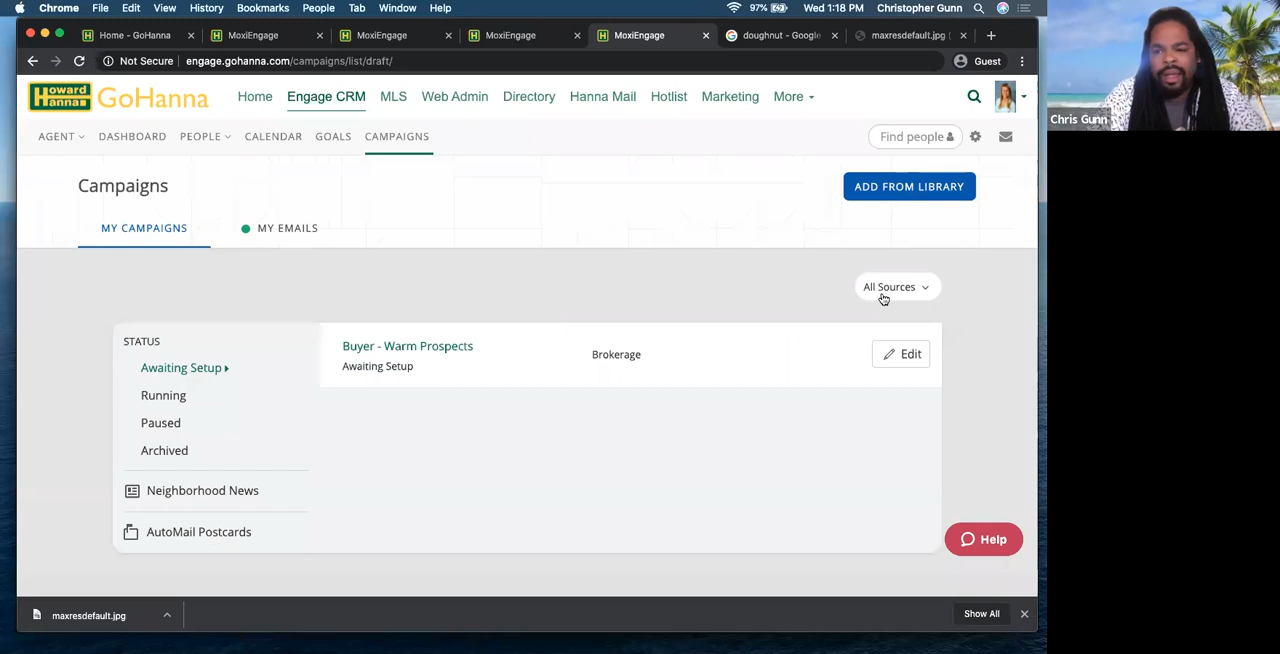 Chrome File Edit View History Bookmarks People Tab Window Help 97% Wed 1:18 PM Christopher Gunn
Home - GoHanna MoxiEngage MoxiEngage MoxiEngage MoxiEngage doughnut - Google maxresdefault.jpg (
Not Secure engage.gohanna.com/campaigns/list/draft/ Guest
Howard Hanna GoHanna Home Engage CRM MLS Web Admin Directory Hanna Mail Hotlist Marketing More
Chris Gunn
AGENT DASHBOARD PEOPLE CALENDAR GOALS CAMPAIGNS Find people
Campaigns ADD FROM LIBRARY
MY CAMPAIGNS MY EMAILS
All Sources
STATUS
Awaiting Setup
Running
Paused
Archived
Neighborhood News
AutoMail Postcards
Buyer - Warm Prospects
Awaiting Setup
Brokerage
Edit
Help
maxresdefault.jpg Show All